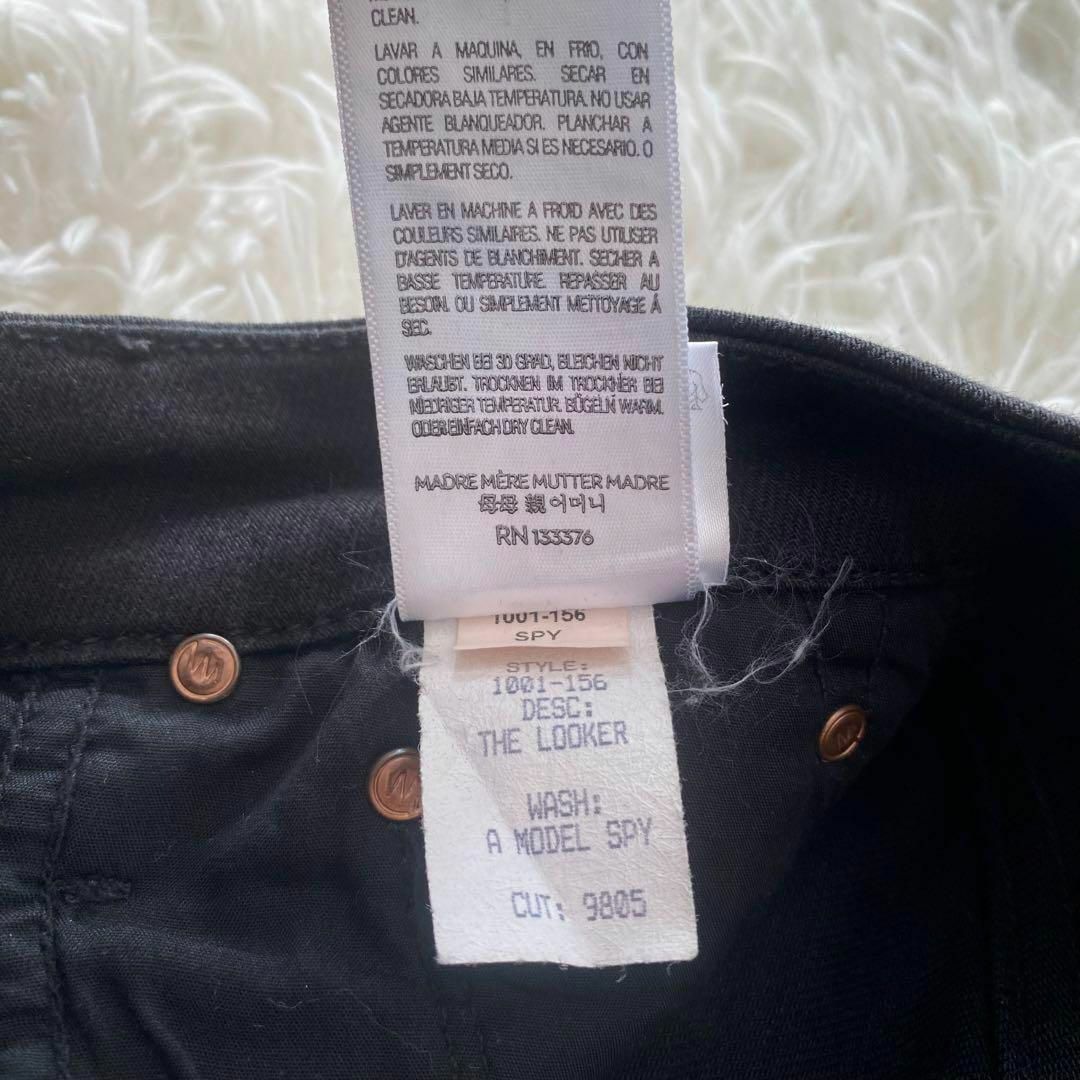 CLEAN.
LAVAR A MAQUINA, EN FRIO, CON
COLORES SIMILARES. SECAR EN
SECADORA BAJA TEMPERATURA. NO USAR
AGENTE BLANQUEADOR. PLANCHAR A
TEMPERATURA MEDIA SI ES NECESARIO. O
SIMPLEMENT SECO.
LAVER EN MACHINE A FROID AVEC DES
COULEURS SIMILAIRES. NE PAS UTILISER
D'AGENTS DE BLANCHIMENT. SECHER A
BASSE TEMPERATURE. REPASSER AU
BESOIN. OU SIMPLEMENT METTOYAGE Á
SEC.
WASCHEN BEI 30 GRAD, BLEICHEN NICHT
ERLAUBT. TROCKNEN IM TROCKNER BEI
NIEDRIGER TEMPERATUR. BÜGELN WARM.
ODER EINFACH DRY CLEAN.
MADRE MÈRE MUTTER MADRE
母母親어머니
RN 133376
1001-156
SPY
STYLE:
1001-156
DESC:
THE LOOKER
WASH:
A MODEL SPY
CUT: 9805